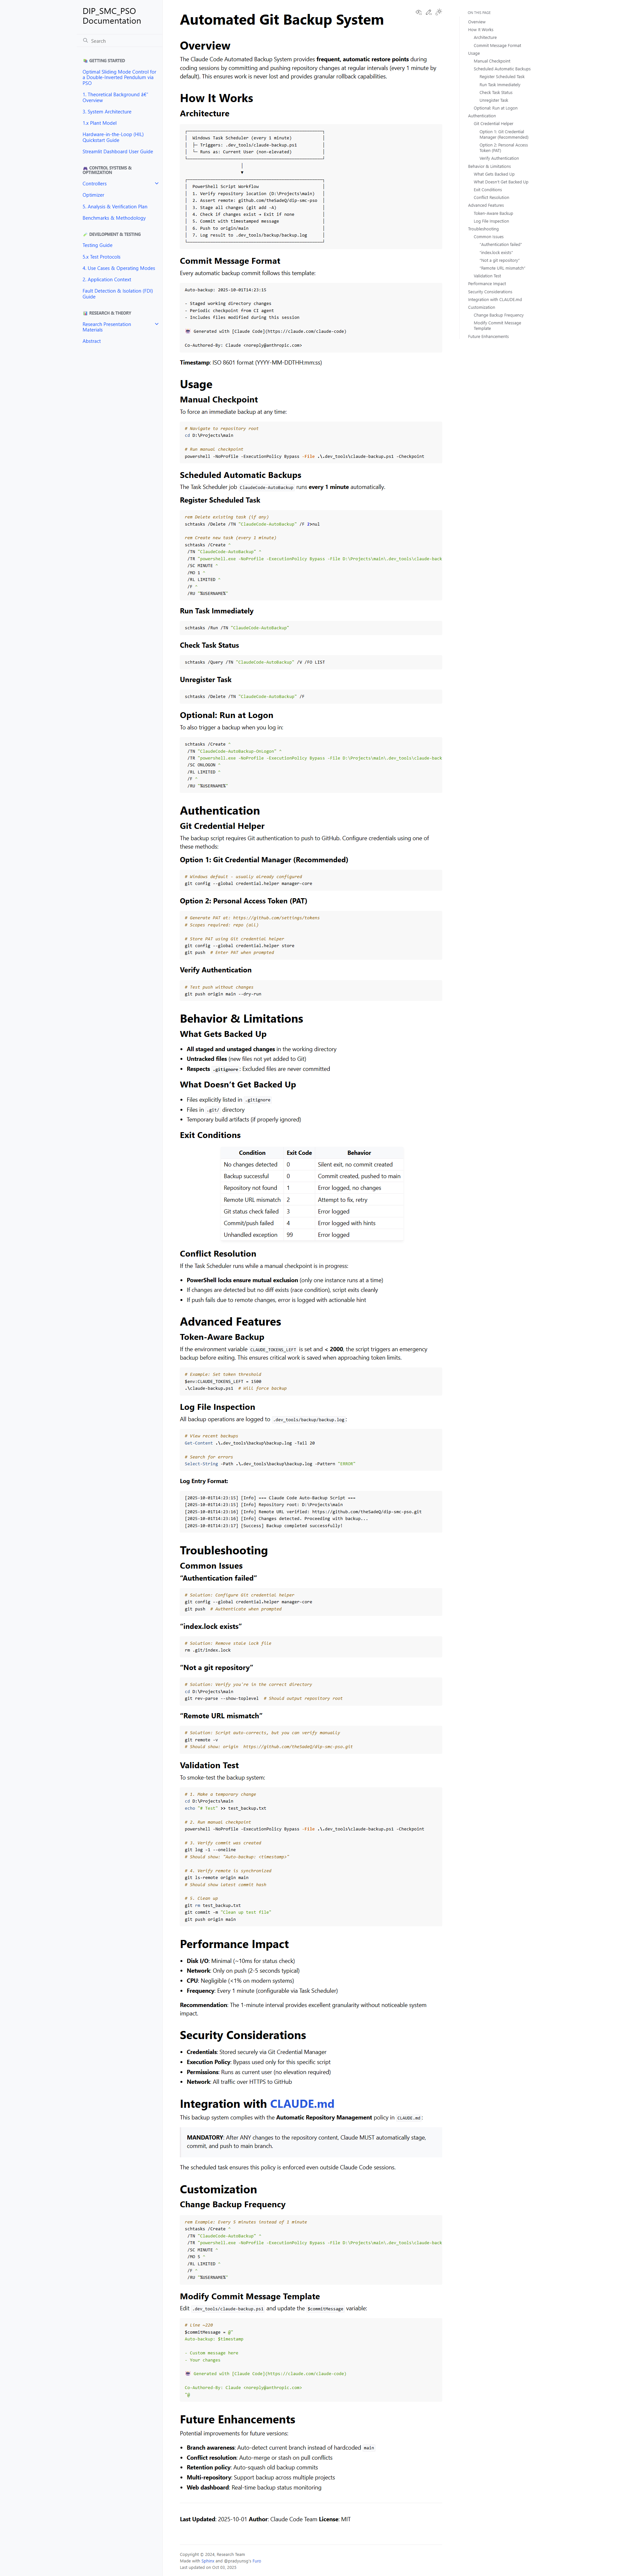 DIP_SMC_PSO
Documentation
Search
GETTING STARTED
Optimal Sliding Mode Control for
a Double-Inverted Pendulum via
PSO
1. Theoretical Background â€"
Overview
3. System Architecture
1.x Plant Model
Hardware-in-the-Loop (HIL)
Quickstart Guide
Streamlit Dashboard User Guide
CONTROL SYSTEMS &
OPTIMIZATION
Controllers
Optimizer
5. Analysis & Verification Plan
Benchmarks & Methodology
DEVELOPMENT & TESTING
Testing Guide
5.x Test Protocols
4. Use Cases & Operating Modes
2. Application Context
Fault Detection & Isolation (FDI)
Guide
RESEARCH & THEORY
Research Presentation
Materials
Abstract
Automated Git Backup System
Overview
The Claude Code Automated Backup System provides frequent, automatic restore points during
coding sessions by committing and pushing repository changes at regular intervals (every 1 minute by
default). This ensures work is never lost and provides granular rollback capabilities.
How It Works
Architecture
Windows Task Scheduler (every 1 minute)
├─ Triggers: .dev_tools/claude-backup.ps1
└─ Runs as: Current User (non-elevated)
PowerShell Script Workflow
1. Verify repository location (D:\Projects\main)
2. Assert remote: github.com/theSadeQ/dip-smc-pso
3. Stage all changes (git add -A)
4. Check if changes exist → Exit if none
5. Commit with timestamped message
6. Push to origin/main
7. Log result to .dev_tools/backup/backup.log
Commit Message Format
Every automatic backup commit follows this template:
Auto-backup: 2025-10-01T14:23:15
- Staged working directory changes
- Periodic checkpoint from CI agent
- Includes files modified during this session
🤖 Generated with [Claude Code](https://claude.com/claude-code)
Co-Authored-By: Claude <noreply@anthropic.com>
Timestamp: ISO 8601 format (YYYY-MM-DDTHH:mm:ss)
Usage
Manual Checkpoint
To force an immediate backup at any time:
# Navigate to repository root
cd D:\Projects\main
# Run manual checkpoint
powershell -NoProfile -ExecutionPolicy Bypass -File .\.dev_tools\claude-backup.ps1 -Checkpoint
Scheduled Automatic Backups
The Task Scheduler job ClaudeCode-AutoBackup runs every 1 minute automatically.
Register Scheduled Task
rem Delete existing task (if any)
schtasks /Delete /TN "ClaudeCode-AutoBackup" /F 2>nul
rem Create new task (every 1 minute)
schtasks /Create ^
/TN "ClaudeCode-AutoBackup" ^
/TR "powershell.exe -NoProfile -ExecutionPolicy Bypass -File D:\Projects\main\.dev_tools\claude-back
/SC MINUTE ^
/MO 1 ^
/RL LIMITED ^
/F ^
/RU "%USERNAME%"
Run Task Immediately
schtasks /Run /TN "ClaudeCode-AutoBackup"
Check Task Status
schtasks /Query /TN "ClaudeCode-AutoBackup" /V /FO LIST
Unregister Task
schtasks /Delete /TN "ClaudeCode-AutoBackup" /F
Optional: Run at Logon
To also trigger a backup when you log in:
schtasks /Create ^
/TN "ClaudeCode-AutoBackup-OnLogon" ^
/TR "powershell.exe -NoProfile -ExecutionPolicy Bypass -File D:\Projects\main\.dev_tools\claude-back
/SC ONLOGON ^
/RL LIMITED ^
/F ^
/RU "%USERNAME%"
Authentication
Git Credential Helper
The backup script requires Git authentication to push to GitHub. Configure credentials using one of
these methods:
Option 1: Git Credential Manager (Recommended)
# Windows default - usually already configured
git config --global credential.helper manager-core
Option 2: Personal Access Token (PAT)
# Generate PAT at: https://github.com/settings/tokens
# Scopes required: repo (all)
# Store PAT using Git credential helper
git config --global credential.helper store
git push # Enter PAT when prompted
Verify Authentication
# Test push without changes
git push origin main --dry-run
Behavior & Limitations
What Gets Backed Up
• All staged and unstaged changes in the working directory
• Untracked files (new files not yet added to Git)
• Respects .gitignore: Excluded files are never committed
What Doesn't Get Backed Up
• Files explicitly listed in .gitignore
• Files in .git/ directory
• Temporary build artifacts (if properly ignored)
Exit Conditions
Condition Exit Code Behavior
No changes detected 0 Silent exit, no commit created
Backup successful 0 Commit created, pushed to main
Repository not found 1 Error logged, no changes
Remote URL mismatch 2 Attempt to fix, retry
Git status check failed 3 Error logged
Commit/push failed 4 Error logged with hints
Unhandled exception 99 Error logged
Conflict Resolution
If the Task Scheduler runs while a manual checkpoint is in progress:
• PowerShell locks ensure mutual exclusion (only one instance runs at a time)
• If changes are detected but no diff exists (race condition), script exits cleanly
• If push fails due to remote changes, error is logged with actionable hint
Advanced Features
Token-Aware Backup
If the environment variable CLAUDE_TOKENS_LEFT is set and < 2000, the script triggers an emergency
backup before exiting. This ensures critical work is saved when approaching token limits.
# Example: Set token threshold
$env:CLAUDE_TOKENS_LEFT = 1500
.\claude-backup.ps1 # Will force backup
Log File Inspection
All backup operations are logged to .dev_tools/backup/backup.log:
# View recent backups
Get-Content .\.dev_tools\backup\backup.log -Tail 20
# Search for errors
Select-String -Path .\.dev_tools\backup\backup.log -Pattern "ERROR"
Log Entry Format:
[2025-10-01T14:23:15] [Info] === Claude Code Auto-Backup Script ===
[2025-10-01T14:23:15] [Info] Repository root: D:\Projects\main
[2025-10-01T14:23:16] [Info] Remote URL verified: https://github.com/theSadeQ/dip-smc-pso.git
[2025-10-01T14:23:16] [Info] Changes detected. Proceeding with backup...
[2025-10-01T14:23:17] [Success] Backup completed successfully!
Troubleshooting
Common Issues
"Authentication failed"
# Solution: Configure Git credential helper
git config --global credential.helper manager-core
git push # Authenticate when prompted
"index.lock exists"
# Solution: Remove stale lock file
rm .git/index.lock
"Not a git repository"
# Solution: Verify you're in the correct directory
cd D:\Projects\main
git rev-parse --show-toplevel # Should output repository root
"Remote URL mismatch"
# Solution: Script auto-corrects, but you can verify manually
git remote -v
# Should show: origin https://github.com/theSadeQ/dip-smc-pso.git
Validation Test
To smoke-test the backup system:
# 1. Make a temporary change
cd D:\Projects\main
echo "# Test" >> test_backup.txt
# 2. Run manual checkpoint
powershell -NoProfile -ExecutionPolicy Bypass -File .\.dev_tools\claude-backup.ps1 -Checkpoint
# 3. Verify commit was created
git log -1 --oneline
# Should show: "Auto-backup: <timestamp>"
# 4. Verify remote is synchronized
git ls-remote origin main
# Should show latest commit hash
# 5. Clean up
git rm test_backup.txt
git commit -m "Clean up test file"
git push origin main
Performance Impact
• Disk I/O: Minimal (~10ms for status check)
• Network: Only on push (2-5 seconds typical)
• CPU: Negligible (<1% on modern systems)
• Frequency: Every 1 minute (configurable via Task Scheduler)
Recommendation: The 1-minute interval provides excellent granularity without noticeable system
impact.
Security Considerations
• Credentials: Stored securely via Git Credential Manager
• Execution Policy: Bypass used only for this specific script
• Permissions: Runs as current user (no elevation required)
• Network: All traffic over HTTPS to GitHub
Integration with CLAUDE.md
This backup system complies with the Automatic Repository Management policy in CLAUDE.md:
MANDATORY: After ANY changes to the repository content, Claude MUST automatically stage,
commit, and push to main branch.
The scheduled task ensures this policy is enforced even outside Claude Code sessions.
Customization
Change Backup Frequency
rem Example: Every 5 minutes instead of 1 minute
schtasks /Create ^
/TN "ClaudeCode-AutoBackup" ^
/TR "powershell.exe -NoProfile -ExecutionPolicy Bypass -File D:\Projects\main\.dev_tools\claude-back
/SC MINUTE ^
/MO 5 ^
/RL LIMITED ^
/F ^
/RU "%USERNAME%"
Modify Commit Message Template
Edit .dev_tools/claude-backup.ps1 and update the $commitMessage variable:
# Line ~220
$commitMessage = @"
Auto-backup: $timestamp
- Custom message here
- Your changes
🤖 Generated with [Claude Code](https://claude.com/claude-code)
Co-Authored-By: Claude <noreply@anthropic.com>
"@
Future Enhancements
Potential improvements for future versions:
• Branch awareness: Auto-detect current branch instead of hardcoded main
• Conflict resolution: Auto-merge or stash on pull conflicts
• Retention policy: Auto-squash old backup commits
• Multi-repository: Support backup across multiple projects
• Web dashboard: Real-time backup status monitoring
Last Updated: 2025-10-01 Author: Claude Code Team License: MIT
Copyright © 2024, Research Team
Made with Sphinx and @pradyunsg's Furo
Last updated on Oct 03, 2025
ON THIS PAGE
Overview
How It Works
Architecture
Commit Message Format
Usage
Manual Checkpoint
Scheduled Automatic Backups
Register Scheduled Task
Run Task Immediately
Check Task Status
Unregister Task
Optional: Run at Logon
Authentication
Git Credential Helper
Option 1: Git Credential
Manager (Recommended)
Option 2: Personal Access
Token (PAT)
Verify Authentication
Behavior & Limitations
What Gets Backed Up
What Doesn't Get Backed Up
Exit Conditions
Conflict Resolution
Advanced Features
Token-Aware Backup
Log File Inspection
Troubleshooting
Common Issues
"Authentication failed"
"index.lock exists"
"Not a git repository"
"Remote URL mismatch"
Validation Test
Performance Impact
Security Considerations
Integration with CLAUDE.md
Customization
Change Backup Frequency
Modify Commit Message
Template
Future Enhancements